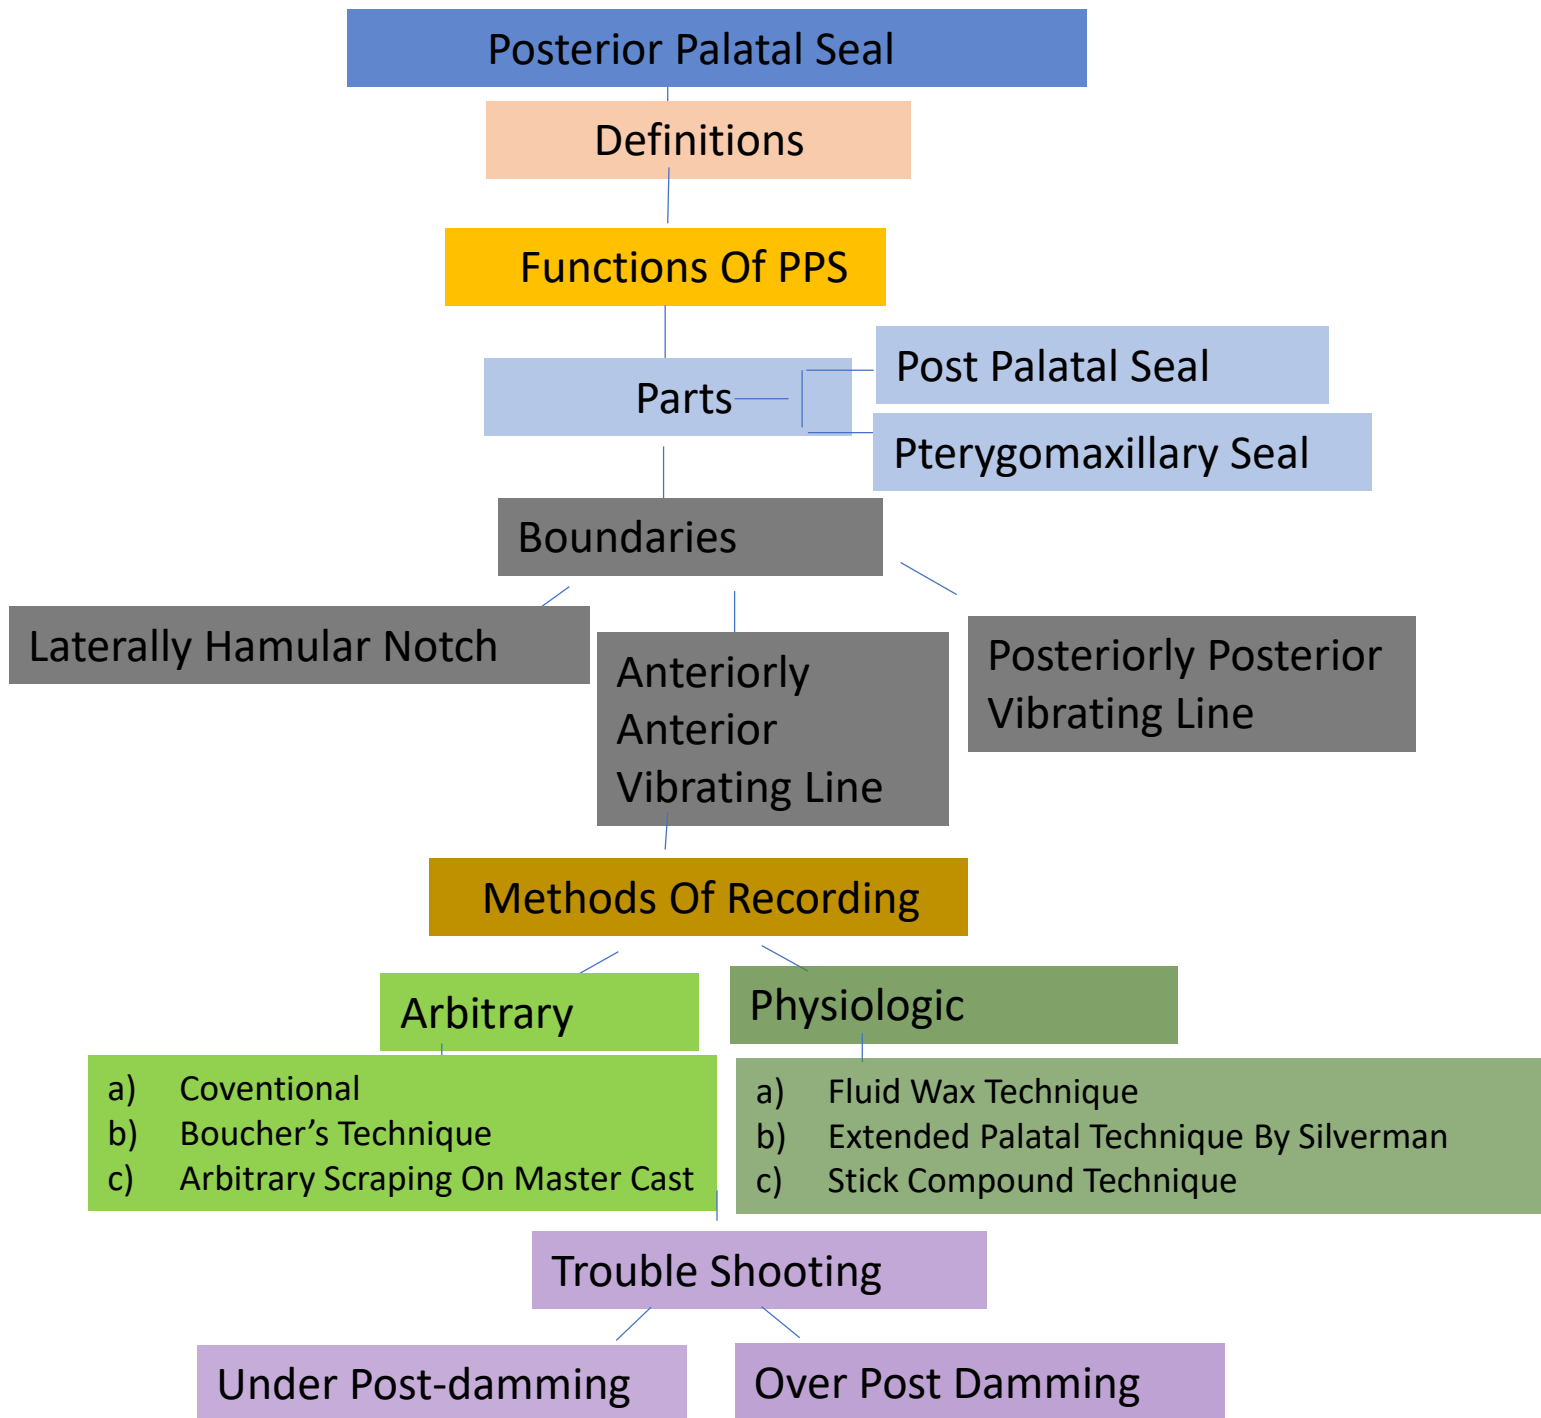 Posterior Palatal Seal
Definitions
Functions Of PPS
Parts
Post Palatal Seal
Pterygomaxillary Seal
Boundaries
Laterally Hamular Notch
Anteriorly
Anterior
Vibrating Line
Posteriorly Posterior
Vibrating Line
Methods Of Recording
Arbitrary
a) Coventional
b) Boucher’s Technique
c) Arbitrary Scraping On Master Cast
Physiologic
a) Fluid Wax Technique
b) Extended Palatal Technique By Silverman
c) Stick Compound Technique
Trouble Shooting
Under Post-damming
Over Post Damming